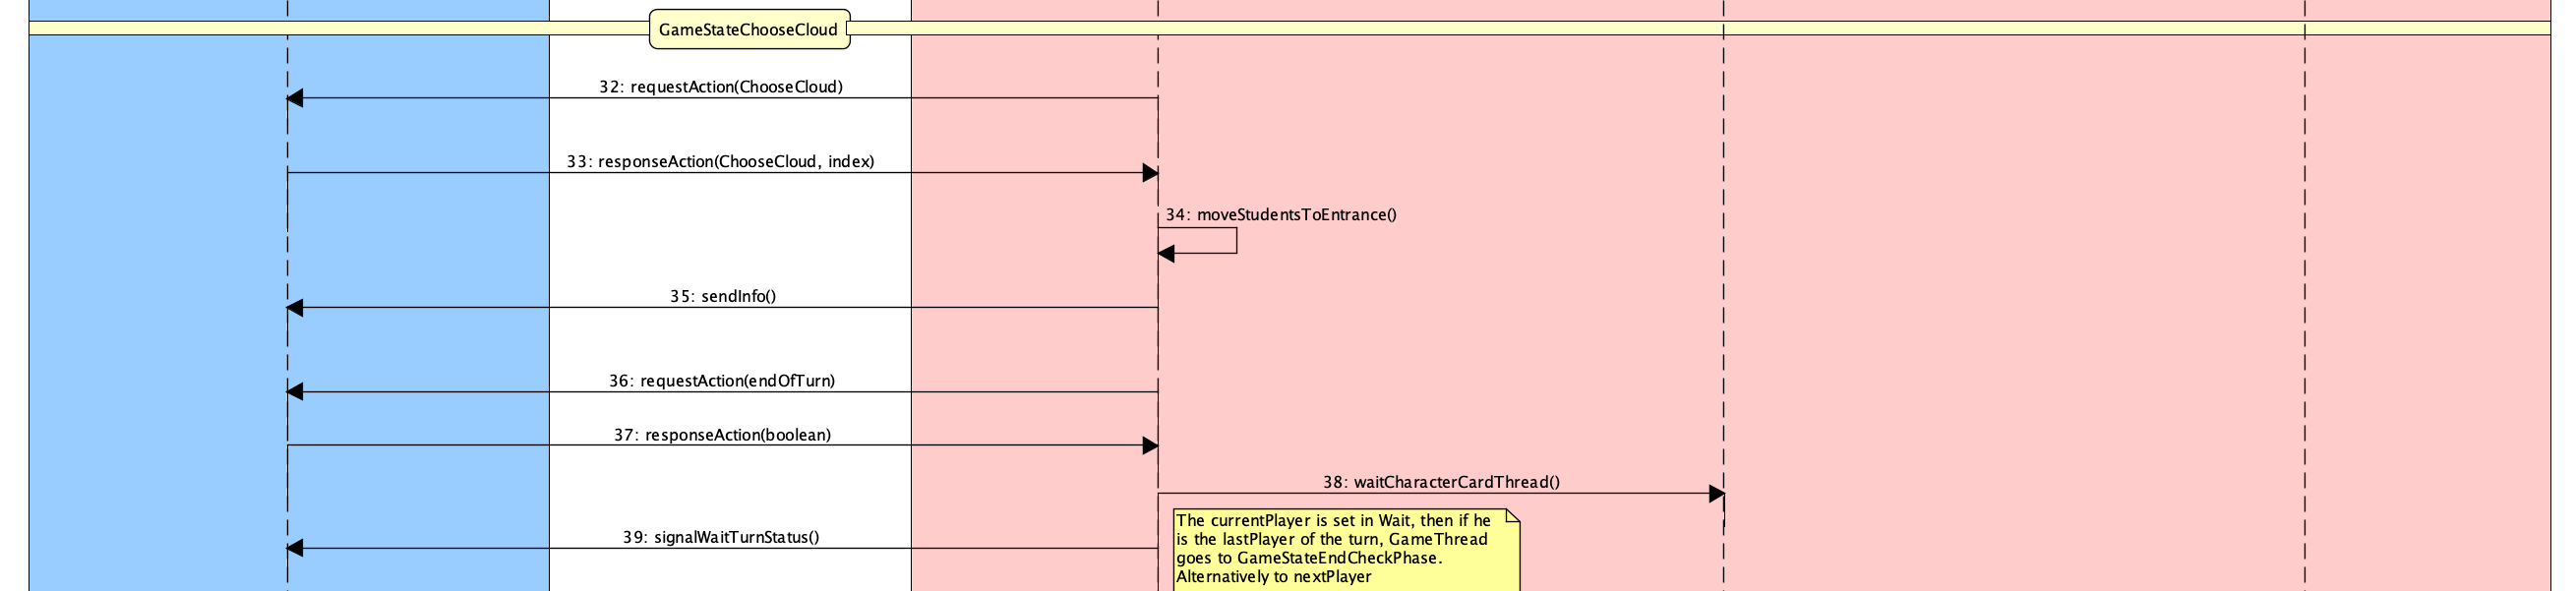 GameStateChooseCloud
32: requestAction(ChooseCloud)
33: responseAction(ChooseCloud, index)
34: moveStudentsToEntrance()
35: sendInfo()
36: requestAction(endOfTurn)
37: responseAction(boolean)
38: waitCharacterCardThread()
39: signalWaitTurnStatus()
The currentPlayer is set in Wait, then if he
is the lastPlayer of the turn, GameThread
goes to GameStateEndCheckPhase.
Alternatively to nextPlayer